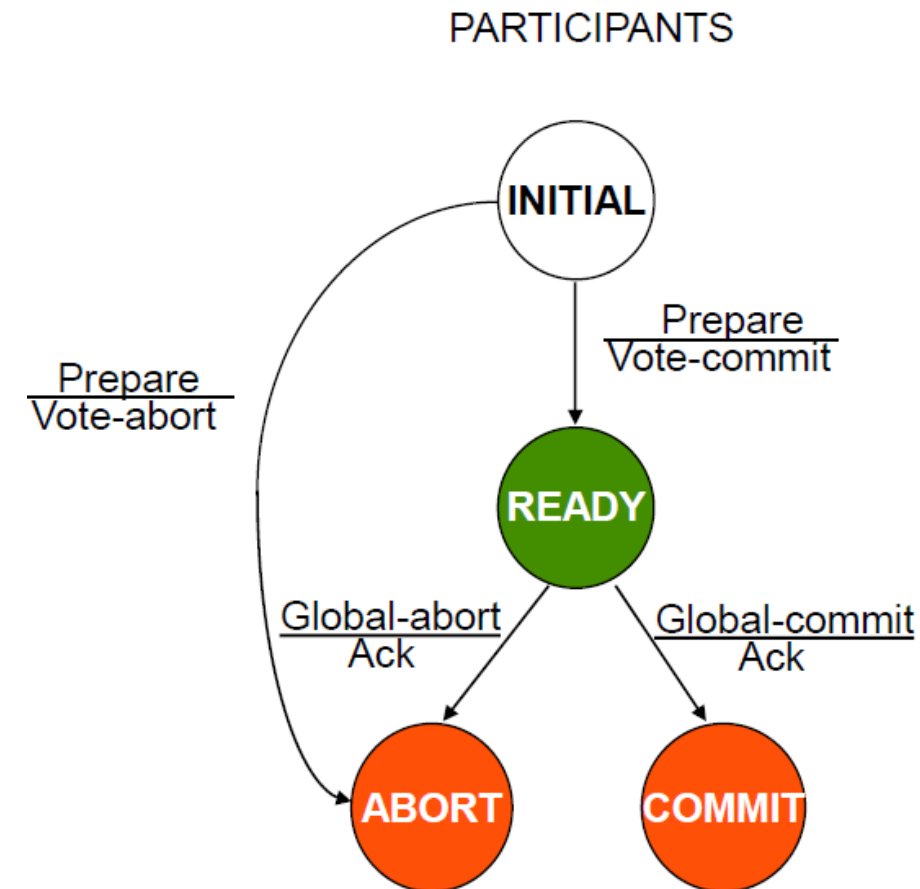 PARTICIPANTS
INITIAL
Prepare
Vote-commit
Prepare
Vote-abort
READY
Global-abort
Ack
Global-commit
Ack
ABORT
COMMIT